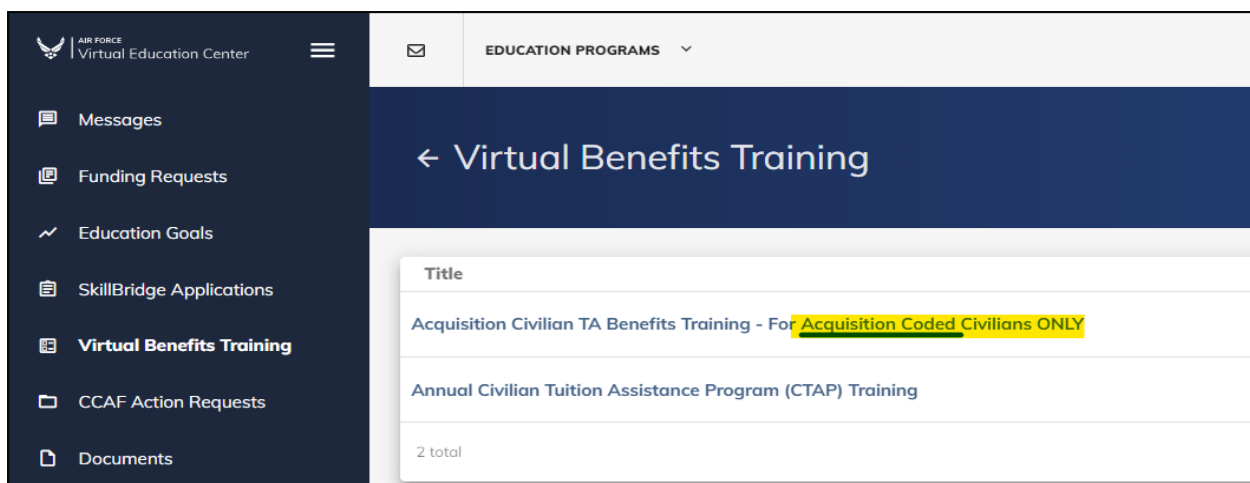 AIR FORCE
Virtual Education Center
EDUCATION PROGRAMS
Messages
Funding Requests
Education Goals
SkillBridge Applications
Virtual Benefits Training
CCAF Action Requests
Documents
← Virtual Benefits Training
Title
Acquisition Civilian TA Benefits Training - For Acquisition Coded Civilians ONLY
Annual Civilian Tuition Assistance Program (CTAP) Training
2 total